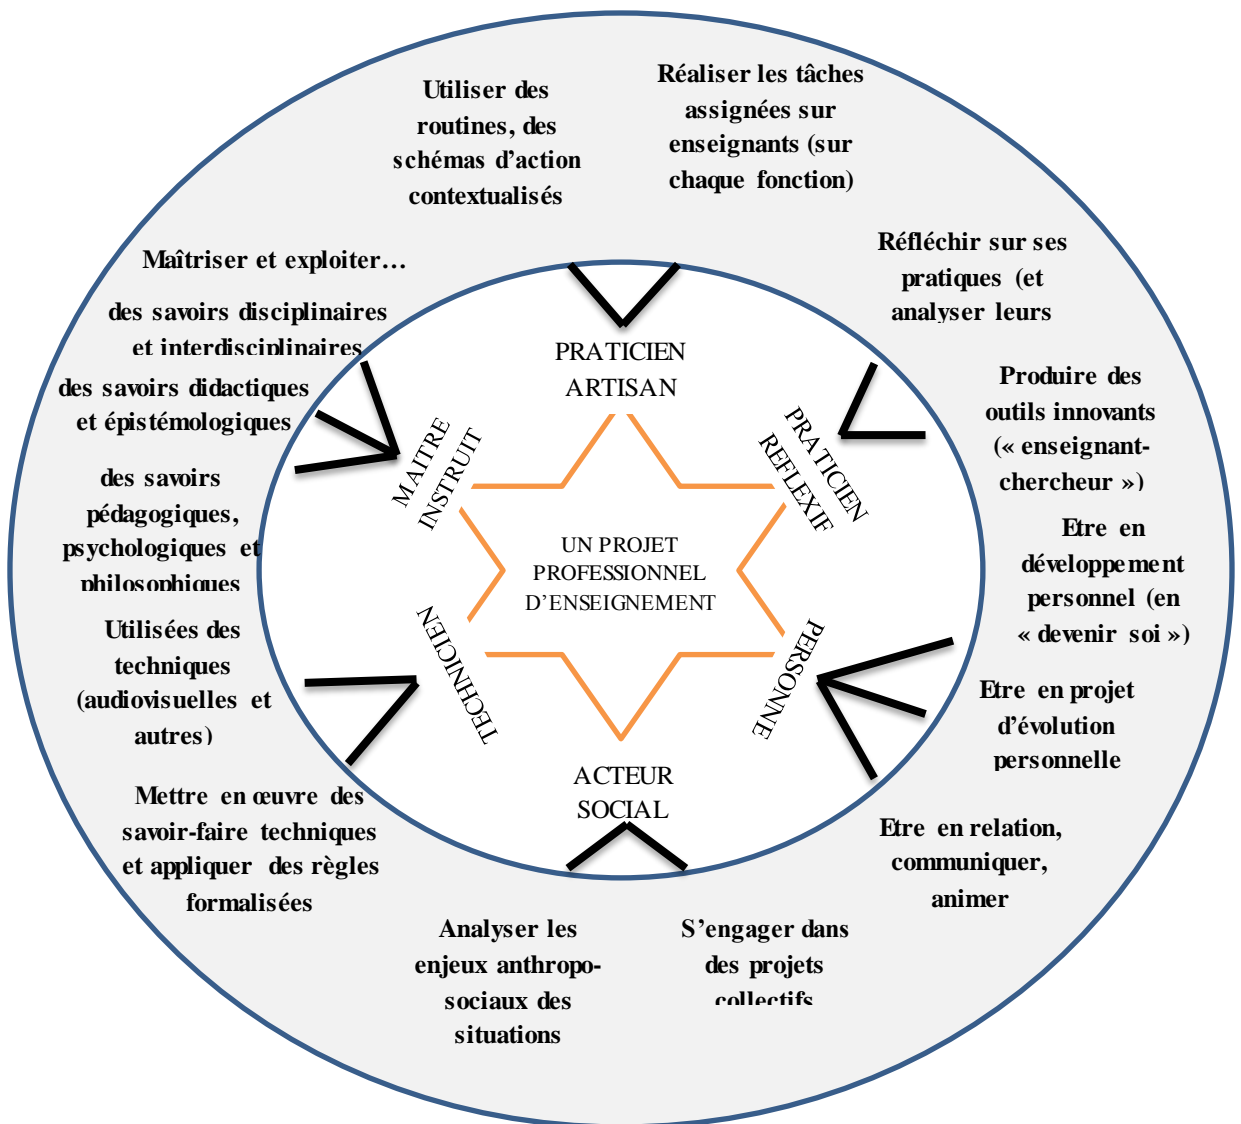 Utiliser des
routines, des
schémas d’action
contextualisés
Réaliser les tâches
assignées sur
enseignants (sur
chaque fonction)
Maîtriser et exploiter…
des savoirs disciplinaires
et interdisciplinaires
des savoirs didactiques
et épistémologiques
des savoirs
pédagogiques,
psychologiques et
philosophiques
Utilisées des
techniques
(audiovisuelles et
autres)
Mettre en œuvre des
savoir-faire techniques
et appliquer des règles
formalisées
Réfléchir sur ses
pratiques (et
analyser leurs
Produire des
outils innovants
(« enseignant-
chercheur »)
Etre en
développement
personnel (en
« devenir soi »)
Etre en projet
d’évolution
personnelle
Etre en relation,
communiquer,
animer
Analyser les
enjeux anthropo-
sociaux des
situations
S’engager dans
des projets
collectifs
PRATICIEN
ARTISAN
MAITRE
INSTRUIT
PRATICIEN
REFLEXIF
UN PROJET
PROFESSIONNEL
D’ENSEIGNEMENT
TECHNICIEN
PERSONNE
ACTEUR
SOCIAL